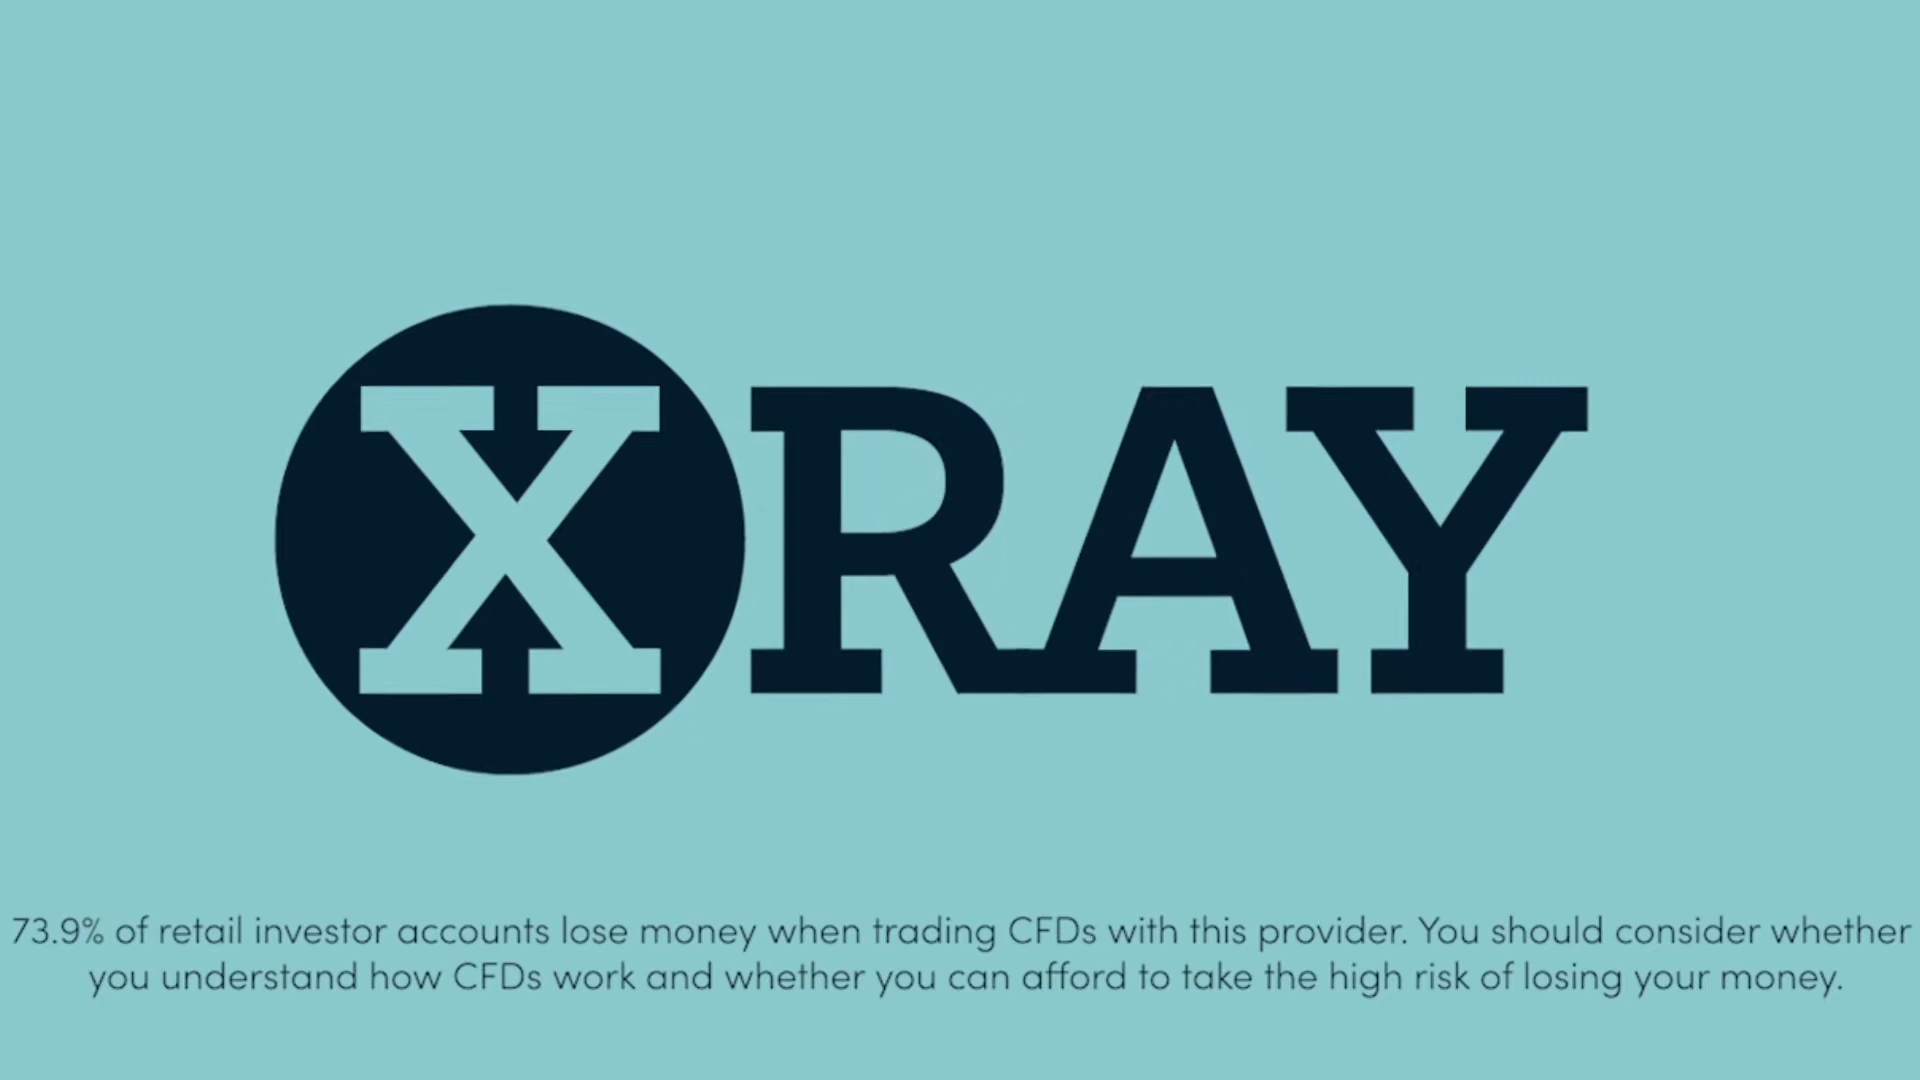 XRAY
73.9% of retail investor accounts lose money when trading CFDs with this provider. You should consider whether
you understand how CFDs work and whether you can afford to take the high risk of losing your money.